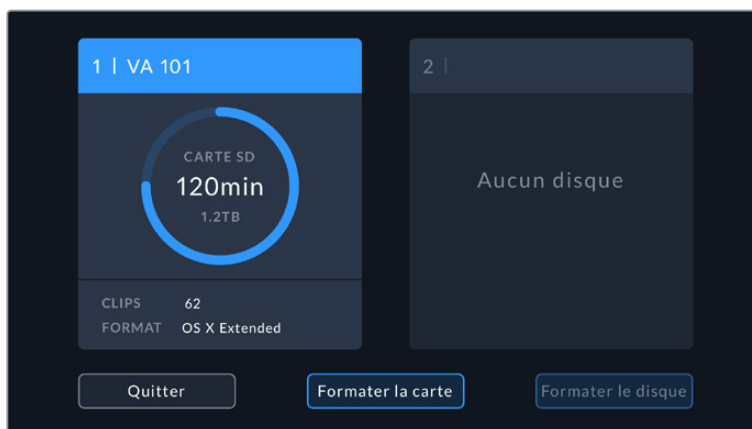 1 | VA 101
CARTE SD
120min
1.2TB
CLIPS 62
FORMAT OS X Extended
2 |
Aucun disque
Quitter
Formater la carte
Formater le disque